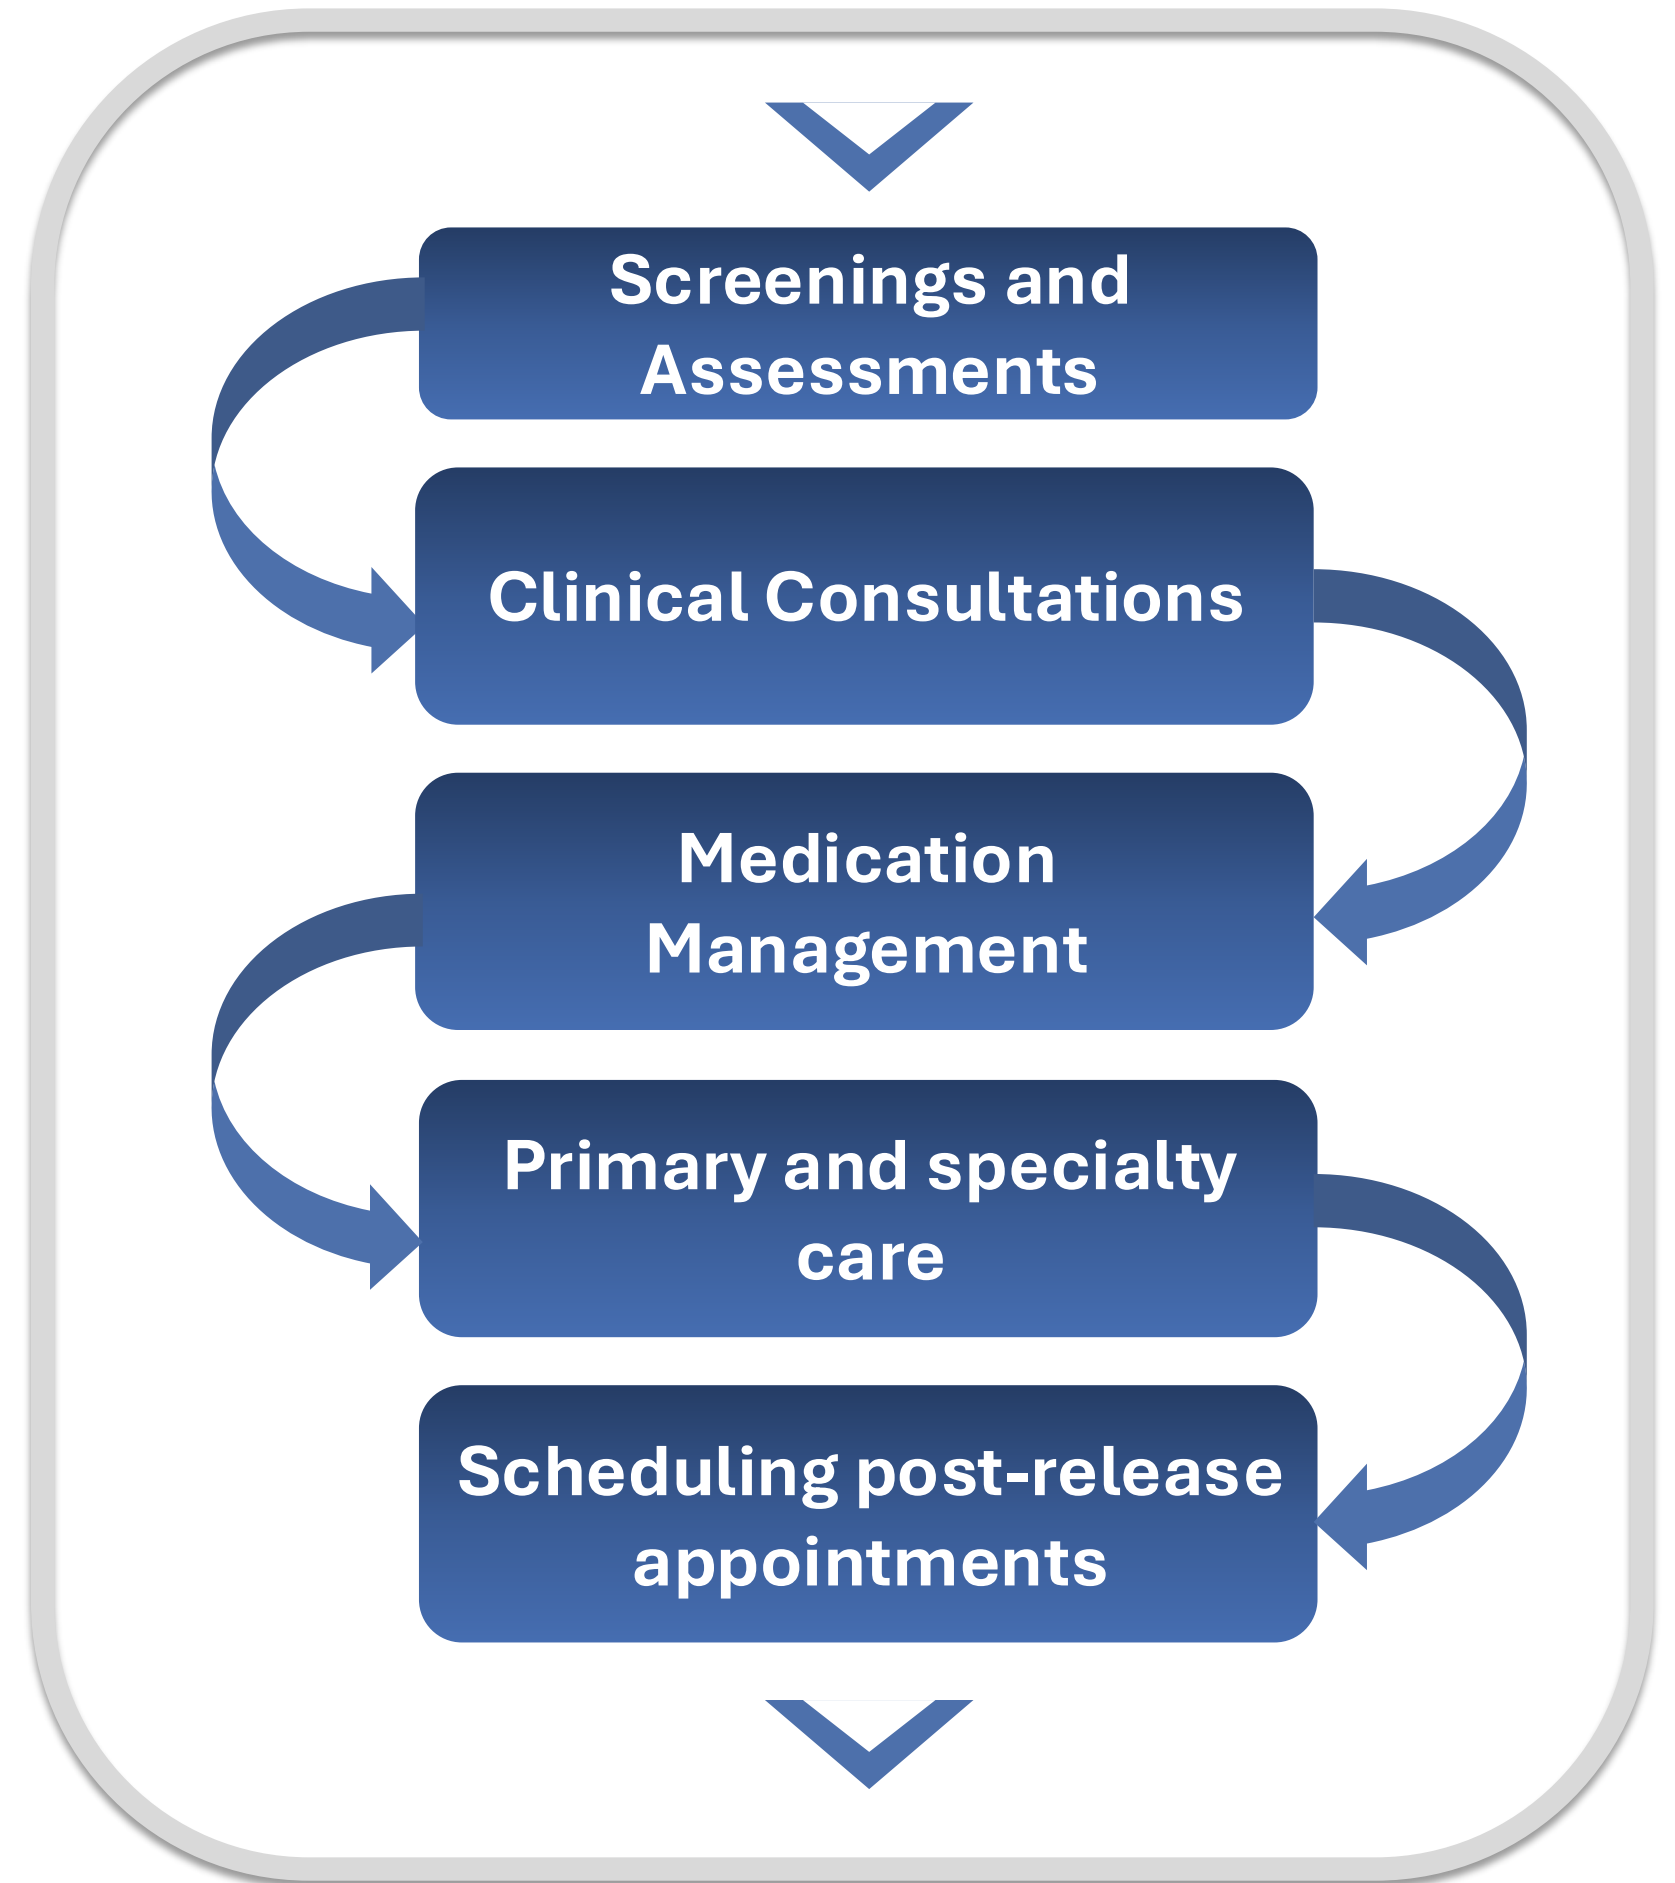 Screenings and
Assessments
Clinical Consultations
Medication
Management
Primary and specialty
care
Scheduling post-release
appointments